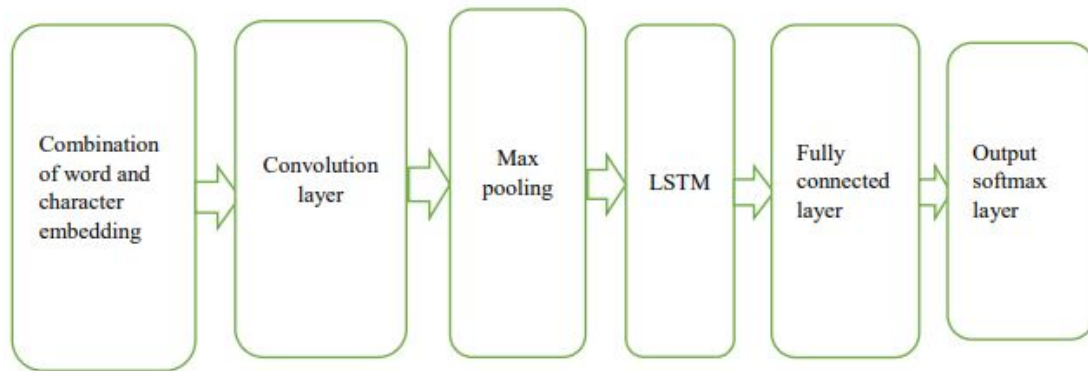 Combination
of word and
character
embedding
Convolution
layer
Max
pooling
LSTM
Fully
connected
layer
Output
softmax
layer